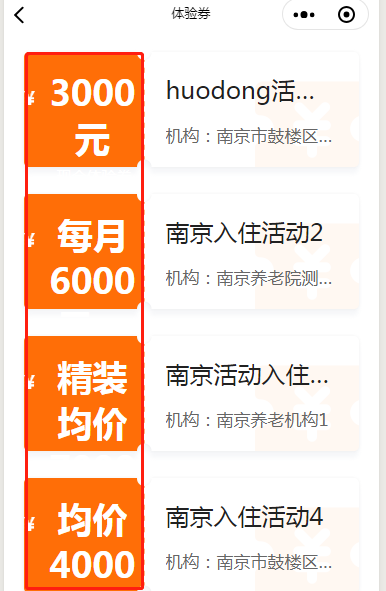 体验券
¥ 3000
元
huodong活...
机构：南京市鼓楼区...
¥ 每月
6000
南京入住活动2
机构：南京养老院测...
¥ 精装
均价
南京活动入住...
机构：南京养老机构1
¥ 均价
4000
南京入住活动4
机构：南京市鼓楼区...